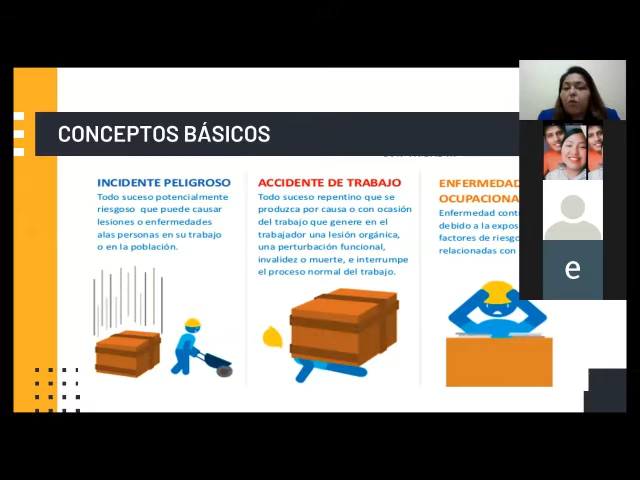 CONCEPTOS BÁSICOS
INCIDENTE PELIGROSO
Todo suceso potencialmente
riesgoso que puede causar
lesiones o enfermedades
alas personas en su trabajo
o en la población.
ACCIDENTE DE TRABAJO
Todo suceso repentino que se
produzca por causa o con ocasión
del trabajo que genere en el
trabajador una lesión orgánica,
una perturbación funcional,
invalidez o muerte, e interrumpe
el proceso normal del trabajo.
ENFERMEDAD
OCUPACIONA
Enfermedad cont
debido a la expos
factores de riesgo
relacionadas con
e